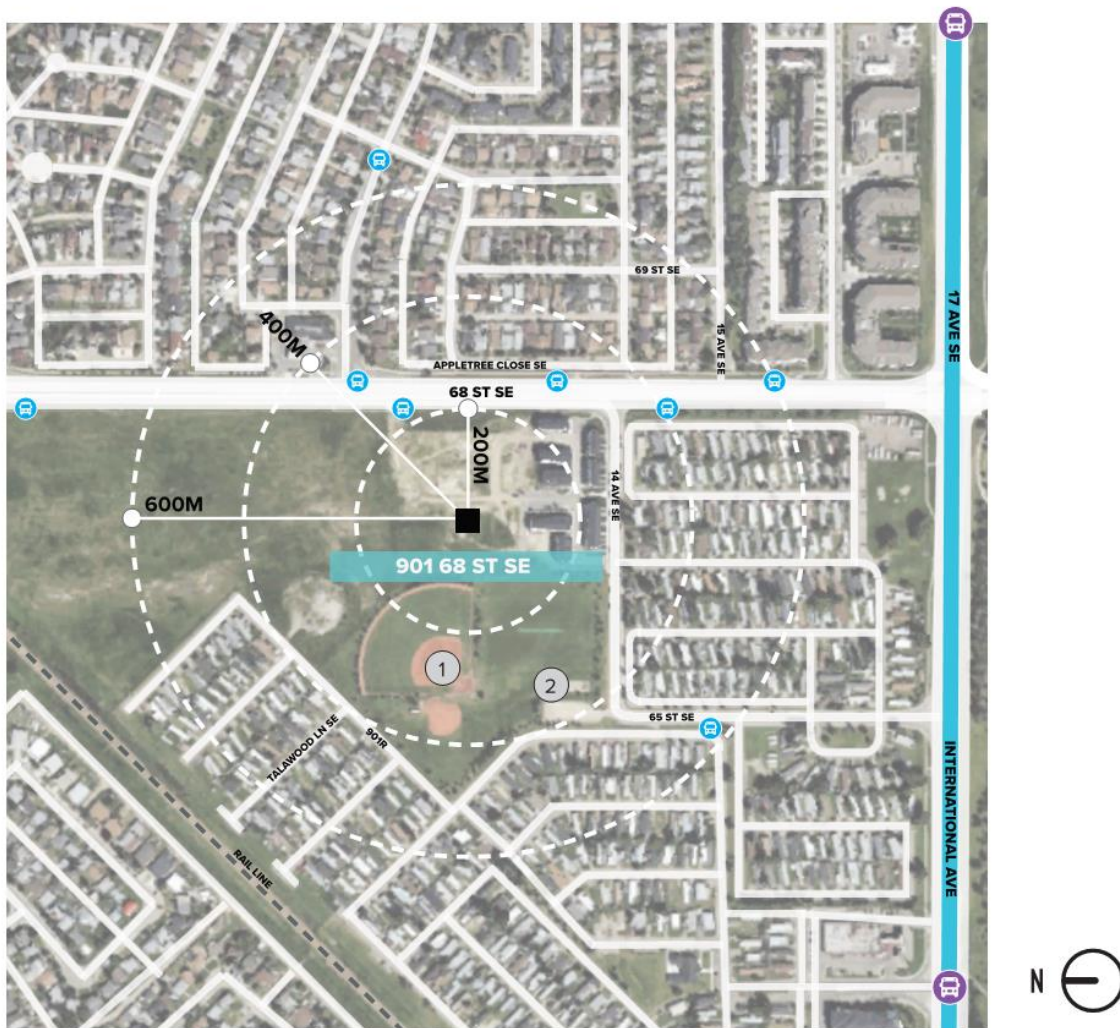 69 ST SE
17 AVE SE
15 AVE SE
400M
APPLETREE CLOSE SE
68 ST SE
200M
14 AVE SE
600M
901 68 ST SE
1
2
65 ST SE
901R
TALAWOOD LN SE
INTERNATIONAL AVE
RAIL LINE
N